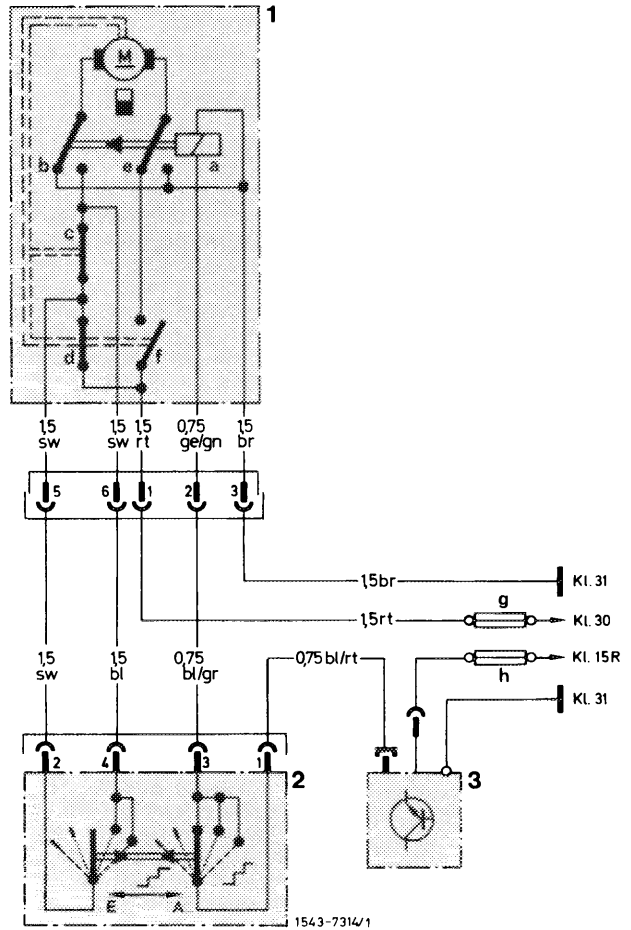 1
M
b
e
a
c
d
f
1,5 1,5 1,5 0,75 1,5
sw sw rt ge/gn br
5 6 1 2 3
1,5br Kl. 31
g
1,5rt Kl. 30
1,5 1,5 0,75 0,75 bl/rt Kl. 15R
sw bl bl/gr h
Kl. 31
2 4 3 1
2 3
E A
1543-7314/1